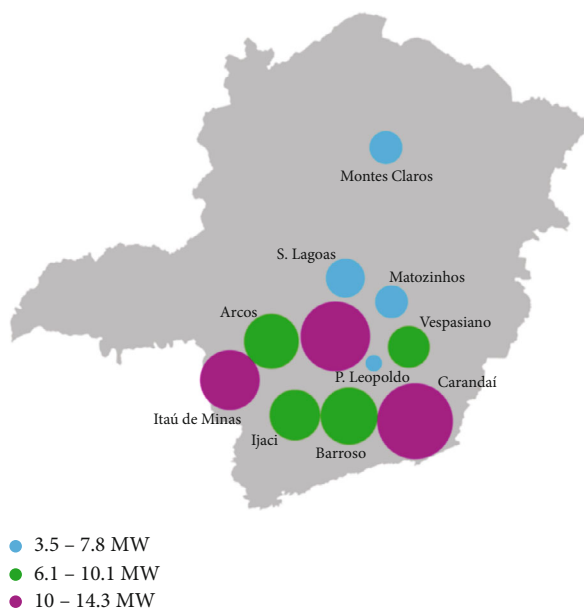 Montes Claros
S. Lagoas
Matozinhos
Arcos
Vespasiano
P. Leopoldo
Carandaí
Itaú de Minas
Ijaci
Barroso
3.5 – 7.8 MW
6.1 – 10.1 MW
10 – 14.3 MW